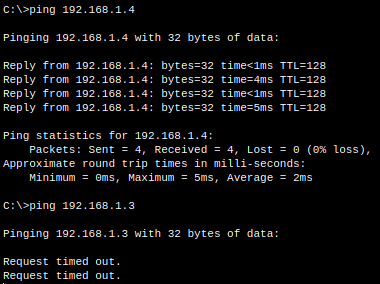 C:\>ping 192.168.1.4
Pinging 192.168.1.4 with 32 bytes of data:
Reply from 192.168.1.4: bytes=32 time<1ms TTL=128
Reply from 192.168.1.4: bytes=32 time=4ms TTL=128
Reply from 192.168.1.4: bytes=32 time<1ms TTL=128
Reply from 192.168.1.4: bytes=32 time=5ms TTL=128
Ping statistics for 192.168.1.4:
    Packets: Sent = 4, Received = 4, Lost = 0 (0% loss),
Approximate round trip times in milli-seconds:
    Minimum = 0ms, Maximum = 5ms, Average = 2ms
C:\>ping 192.168.1.3
Pinging 192.168.1.3 with 32 bytes of data:
Request timed out.
Request timed out.